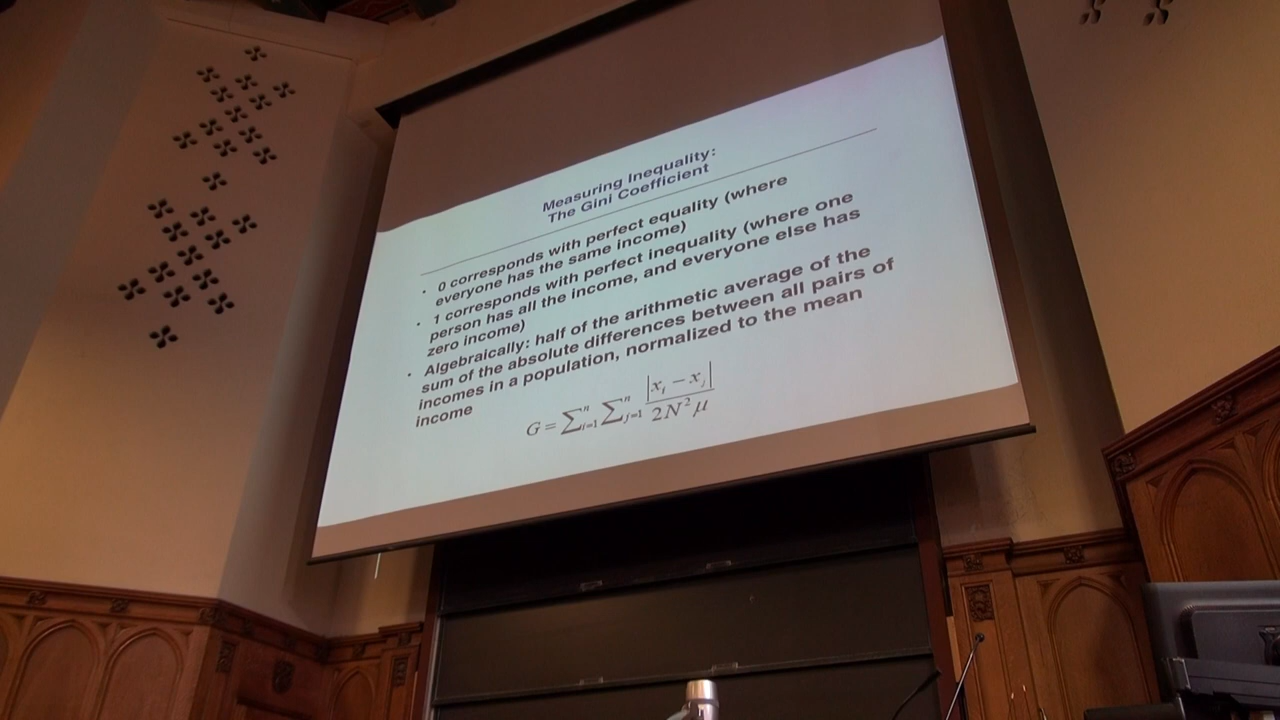 Measuring Inequality:
The Gini Coefficient
• 0 corresponds with perfect equality (where
everyone has the same income)
• 1 corresponds with perfect inequality (where one
person has all the income, and everyone else has
zero income)
• Algebraically: half of the arithmetic average of the
sum of the absolute differences between all pairs of
incomes in a population, normalized to the mean
income
G = ∑ⁿᵢ₌₁ ∑ⁿⱼ₌₁ |xᵢ − xⱼ| / 2N²μ